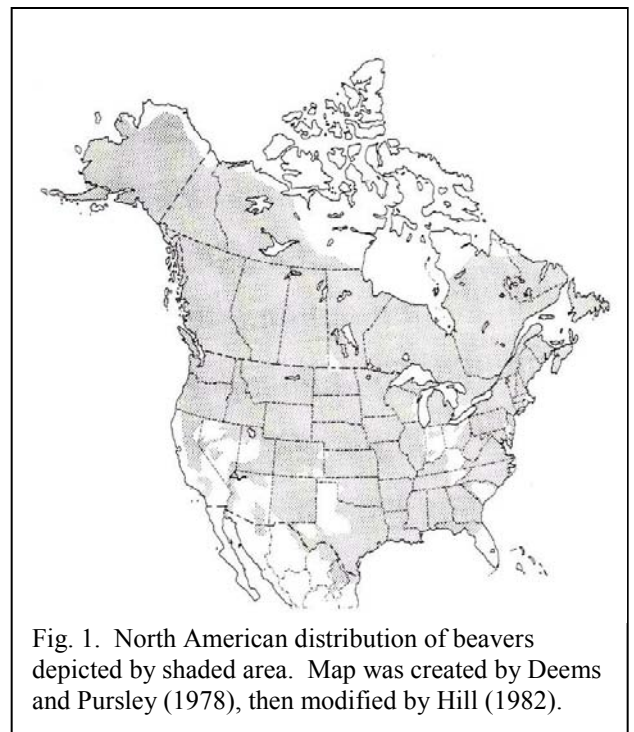 Fig. 1.  North American distribution of beavers
depicted by shaded area.  Map was created by Deems
and Pursley (1978), then modified by Hill (1982).